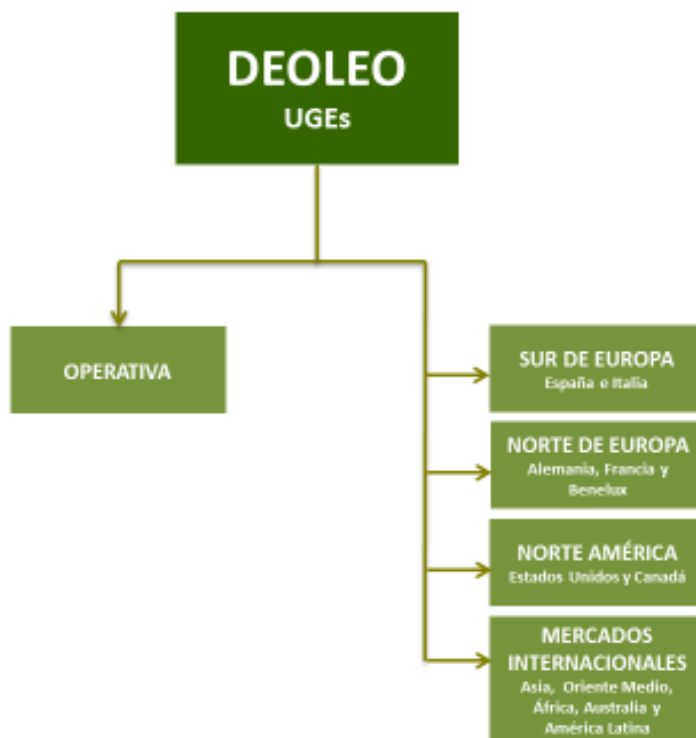 DEOLEO
UGEs
OPERATIVA
SUR DE EUROPA
España e Italia
NORTE DE EUROPA
Alemania, Francia y
Benelux
NORTE AMÉRICA
Estados Unidos y Canadá
MERCADOS
INTERNACIONALES
Asia, Oriente Medio,
África, Australia y
América Latina